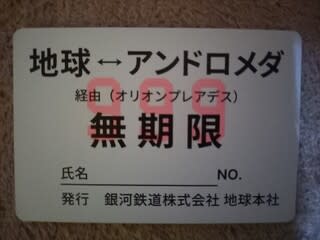 地球↔アンドロメダ
999
経由（オリオンプレアデス）
無期限
氏名 NO.
発行 銀河鉄道株式会社 地球本社